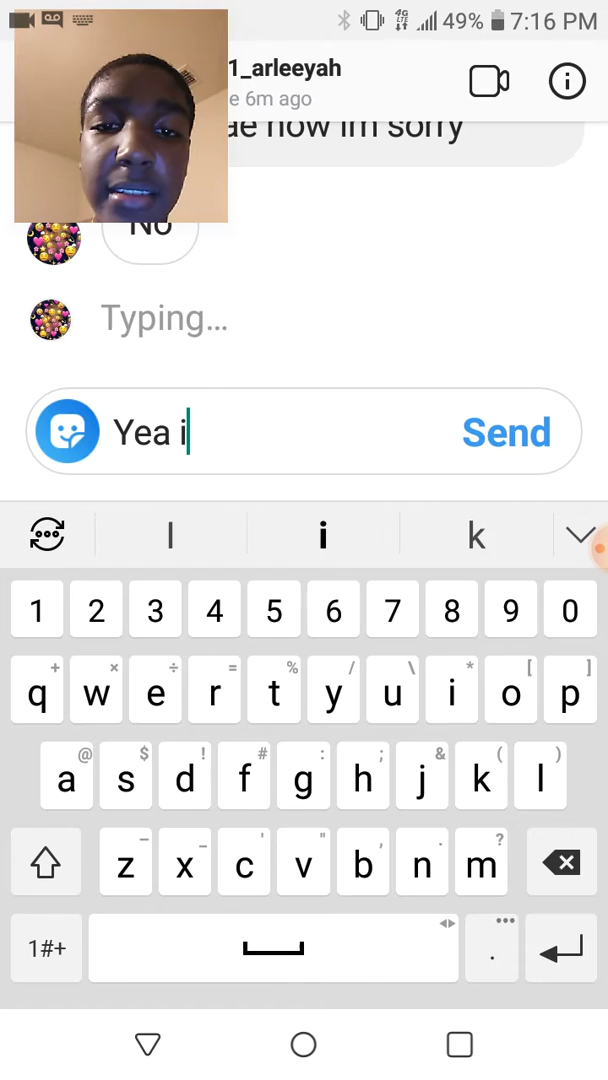 49% 7:16 PM
1_arleeyah
e 6m ago
now im sorry
No
Typing...
Yea i
Send
l i k
1 2 3 4 5 6 7 8 9 0
+ × ÷ = % / \ * [ ]
q w e r t y u i o p
@ $ ! # : ; & ( )
a s d f g h j k l
– _ ' " , . ?
z x c v b n m
1#+ .